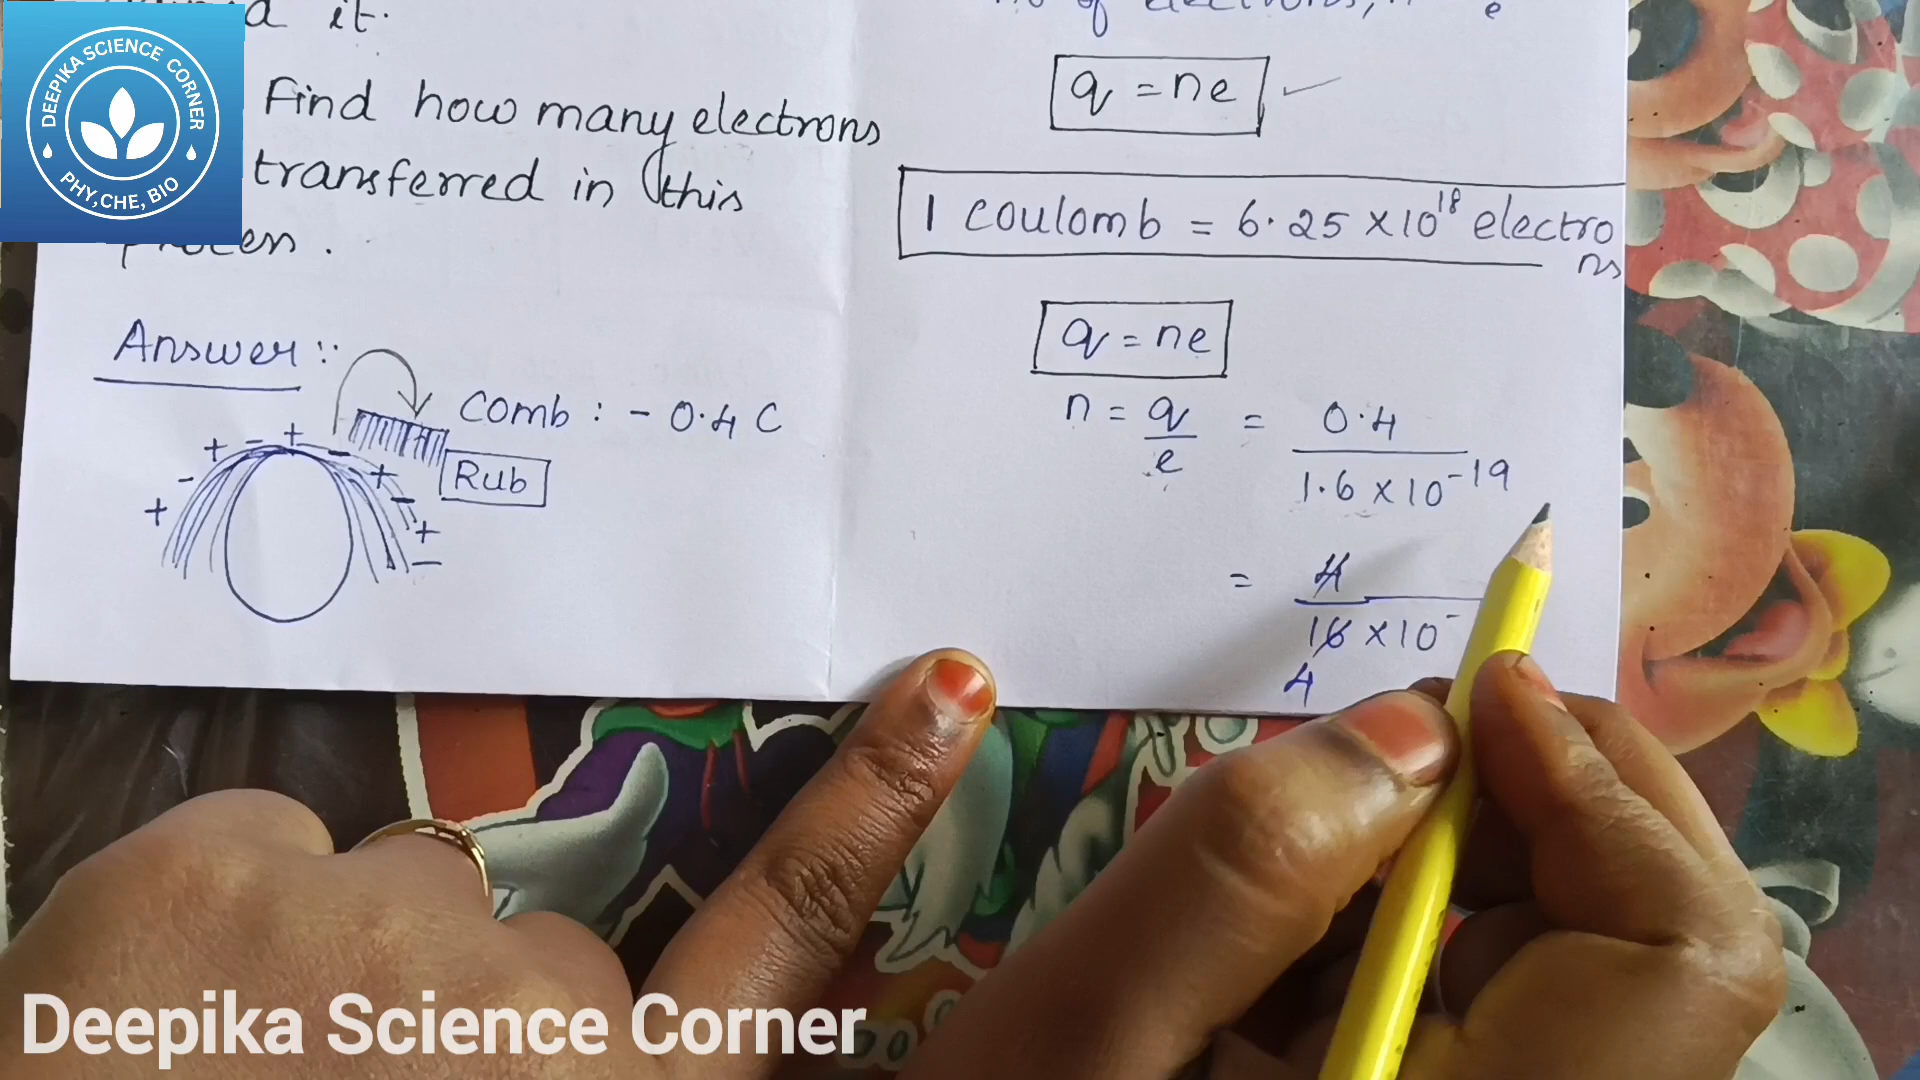 DEEPIKA SCIENCE CORNER
PHY,CHE, BIO
it.
Find how many electrons
transferred in this
Answer :
Comb : - 0.4 C
Rub
+ - + - + - + -
- +
e
q = ne
1 coulomb = 6.25 × 10^18 electro
ns
q = ne
n = q/e = 0.4 / 1.6 × 10^-19
= 4 / 16 × 10^-
4
Deepika Science Corner